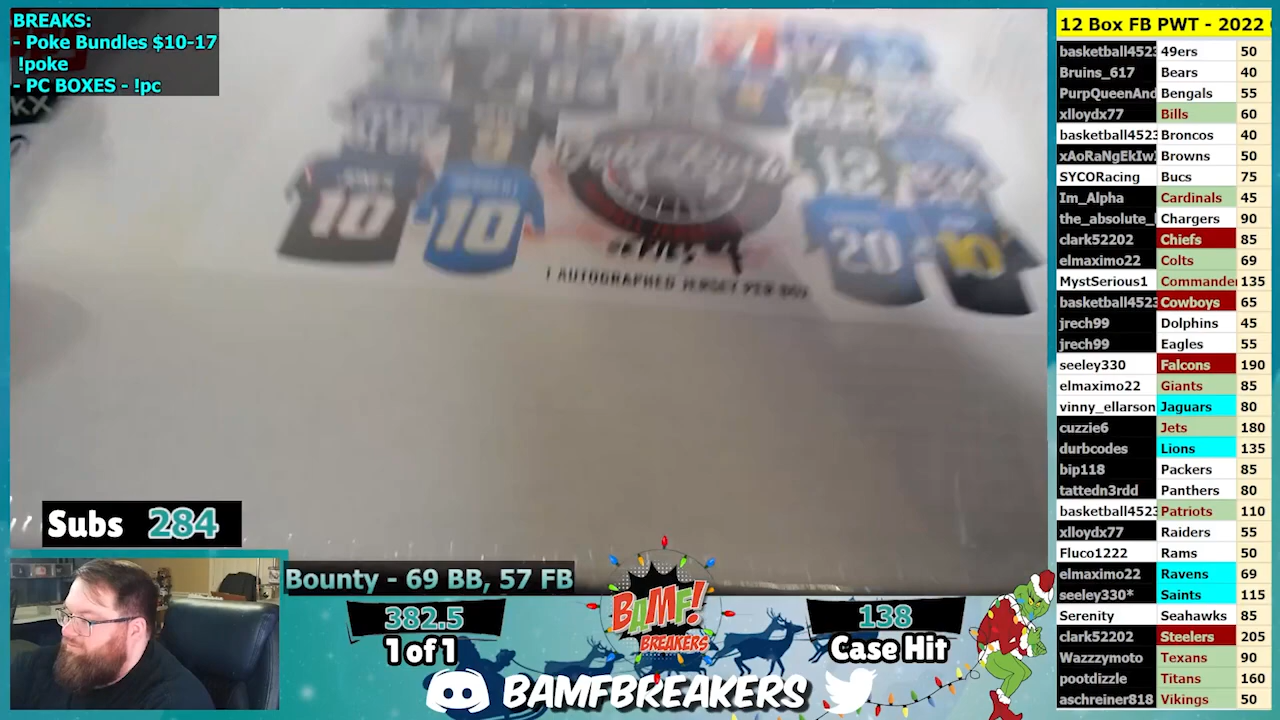 BREAKS:
- Poke Bundles $10-17
!poke
- PC BOXES - !pc
10
10
12
20
10
SERIES
1 AUTOGRAPHED JERSEY PER BOX
Subs 284
Bounty - 69 BB, 57 FB
382.5
1 of 1
BAMF!
BREAKERS
138
Case Hit
BAMFBREAKERS
12 Box FB PWT - 2022
basketball4523 49ers 50
Bruins_617 Bears 40
PurpQueenAnd Bengals 55
xlloydx77 Bills 60
basketball4523 Broncos 40
xAoRaNgEkIw Browns 50
SYCORacing Bucs 75
Im_Alpha Cardinals 45
the_absolute_ Chargers 90
clark52202 Chiefs 85
elmaximo22 Colts 69
MystSerious1 Commande 135
basketball4523 Cowboys 65
jrech99 Dolphins 45
jrech99 Eagles 55
seeley330 Falcons 190
elmaximo22 Giants 85
vinny_ellarson Jaguars 80
cuzzie6 Jets 180
durbcodes Lions 135
bip118 Packers 85
tattedn3rdd Panthers 80
basketball4523 Patriots 110
xlloydx77 Raiders 55
Fluco1222 Rams 50
elmaximo22 Ravens 69
seeley330* Saints 115
Serenity Seahawks 85
clark52202 Steelers 205
Wazzzymoto Texans 90
pootdizzle Titans 160
aschreiner818 Vikings 50